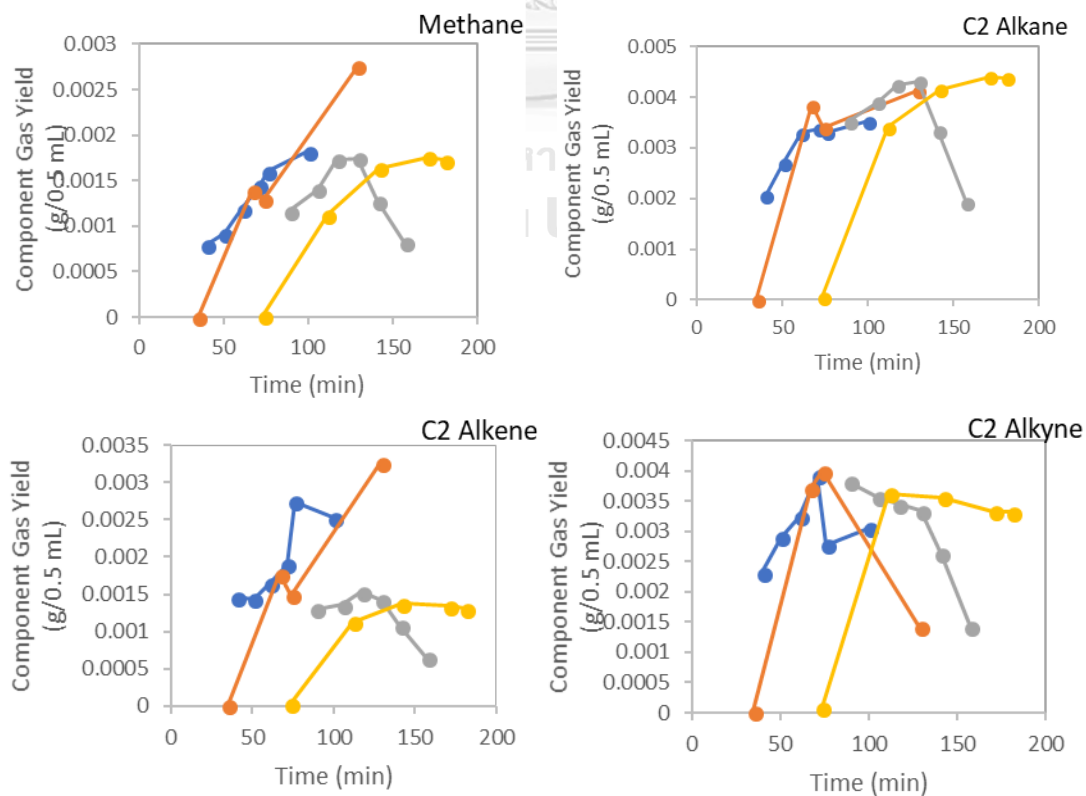 Methane
0.003
0.0025
0.002
0.0015
0.001
0.0005
0
0 50 100 150 200
Component Gas Yield
(g/0.5 mL)
Time (min)
C2 Alkane
0.005
0.004
0.003
0.002
0.001
0
0 50 100 150 200
Component Gas Yield
(g/0.5 mL)
Time (min)
C2 Alkene
0.0035
0.003
0.0025
0.002
0.0015
0.001
0.0005
0
0 50 100 150 200
Component Gas Yield
(g/0.5 mL)
Time (min)
C2 Alkyne
0.0045
0.004
0.0035
0.003
0.0025
0.002
0.0015
0.001
0.0005
0
0 50 100 150 200
Component Gas Yield
(g/0.5 mL)
Time (min)